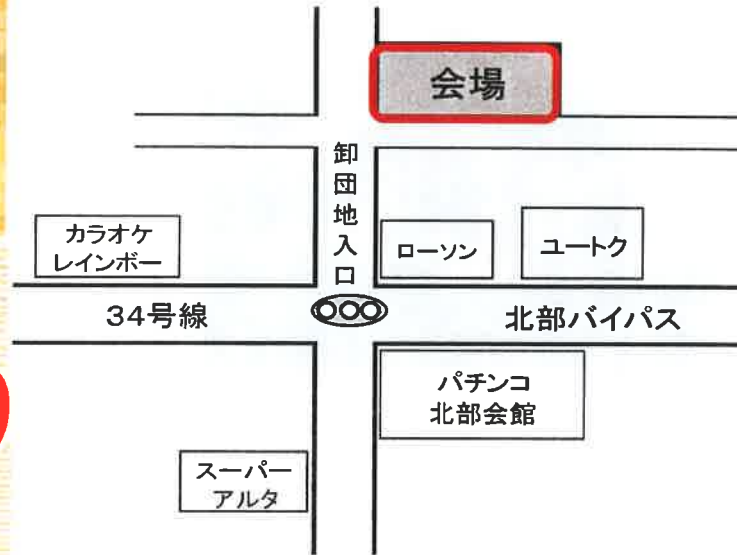 会場
卸団地入口
カラオケ
レインボー
ローソン
ユートク
34号線
北部バイパス
パチンコ
北部会館
スーパー
アルタ